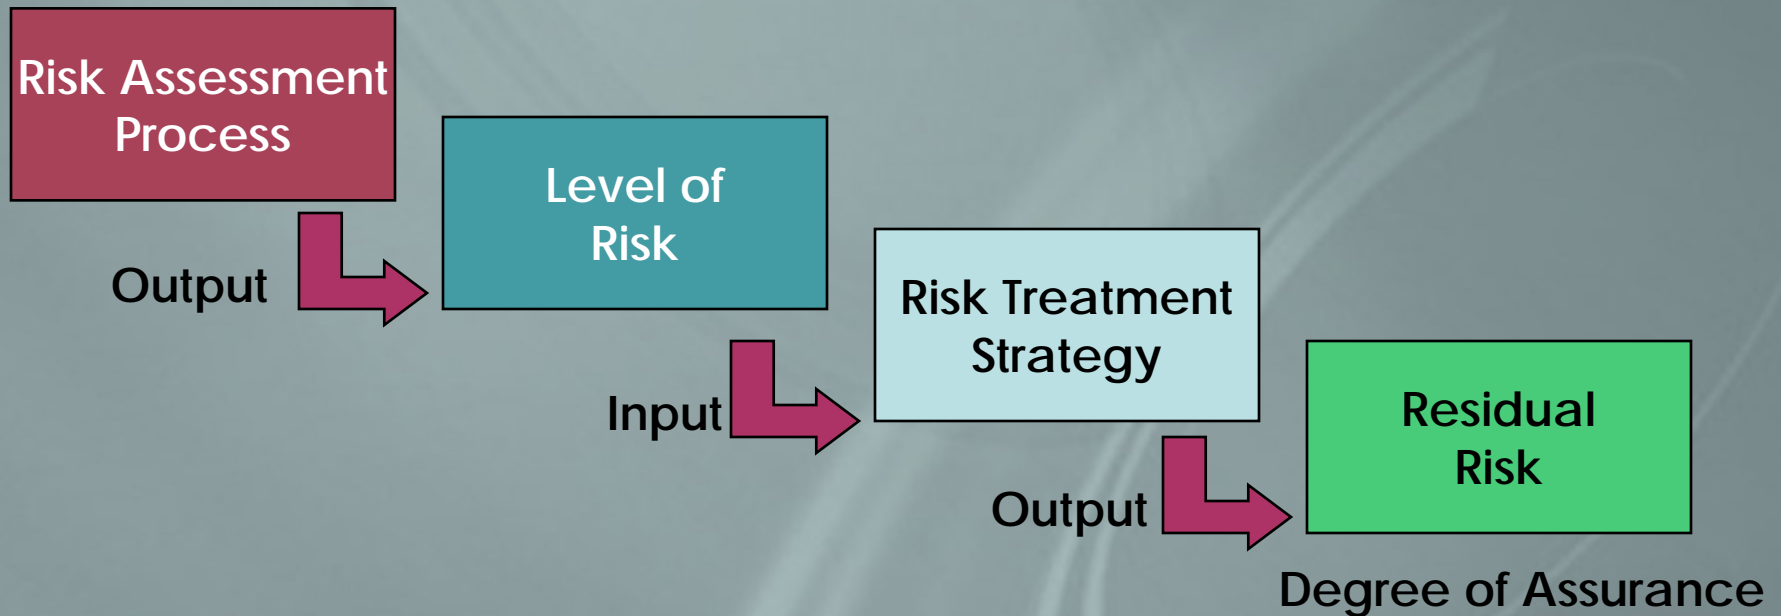 Risk Assessment
Process
Output
Level of
Risk
Input
Risk Treatment
Strategy
Output
Residual
Risk
Degree of Assurance